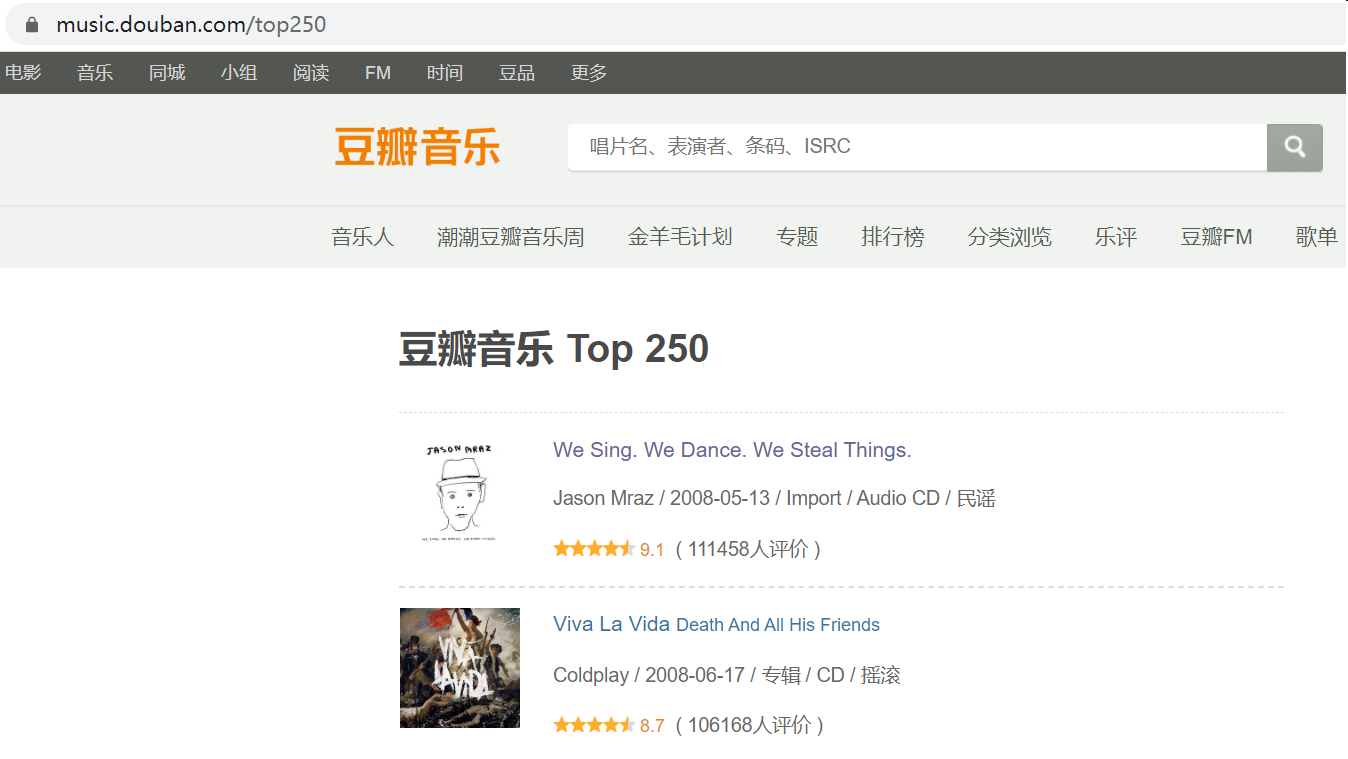 music.douban.com/top250
电影 音乐 同城 小组 阅读 FM 时间 豆品 更多
豆瓣音乐
唱片名、表演者、条码、ISRC
音乐人 潮潮豆瓣音乐周 金羊毛计划 专题 排行榜 分类浏览 乐评 豆瓣FM 歌单
豆瓣音乐 Top 250
JASON MRAZ
We Sing. We Dance. We Steal Things.
Jason Mraz / 2008-05-13 / Import / Audio CD / 民谣
WE SING. WE DANCE. WE STEAL THINGS.
9.1 ( 111458人评价 )
Viva La Vida Death And All His Friends
VIVA
LA VIDA
Coldplay / 2008-06-17 / 专辑 / CD / 摇滚
8.7 ( 106168人评价 )